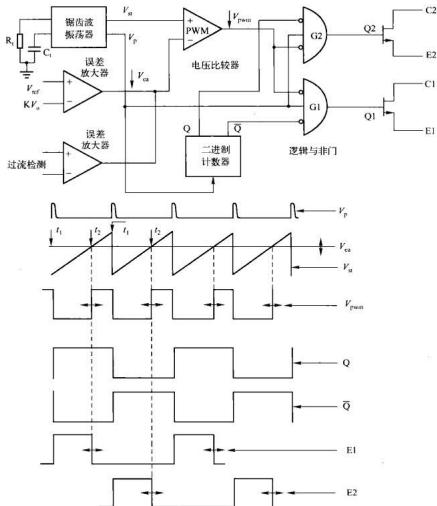 锯齿波
振荡器
Rt
Ct
Vst
Vp
PWM
Vpwm
电压比较器
误差
放大器
Vref
KVo
Vea
误差
放大器
过流检测
Q
Q̅
二进制
计数器
G2
G1
逻辑与非门
Q2
C2
E2
Q1
C1
E1
Vp
t1
t2
t1
t2
Vea
Vst
Vpwm
Q
Q̅
E1
E2